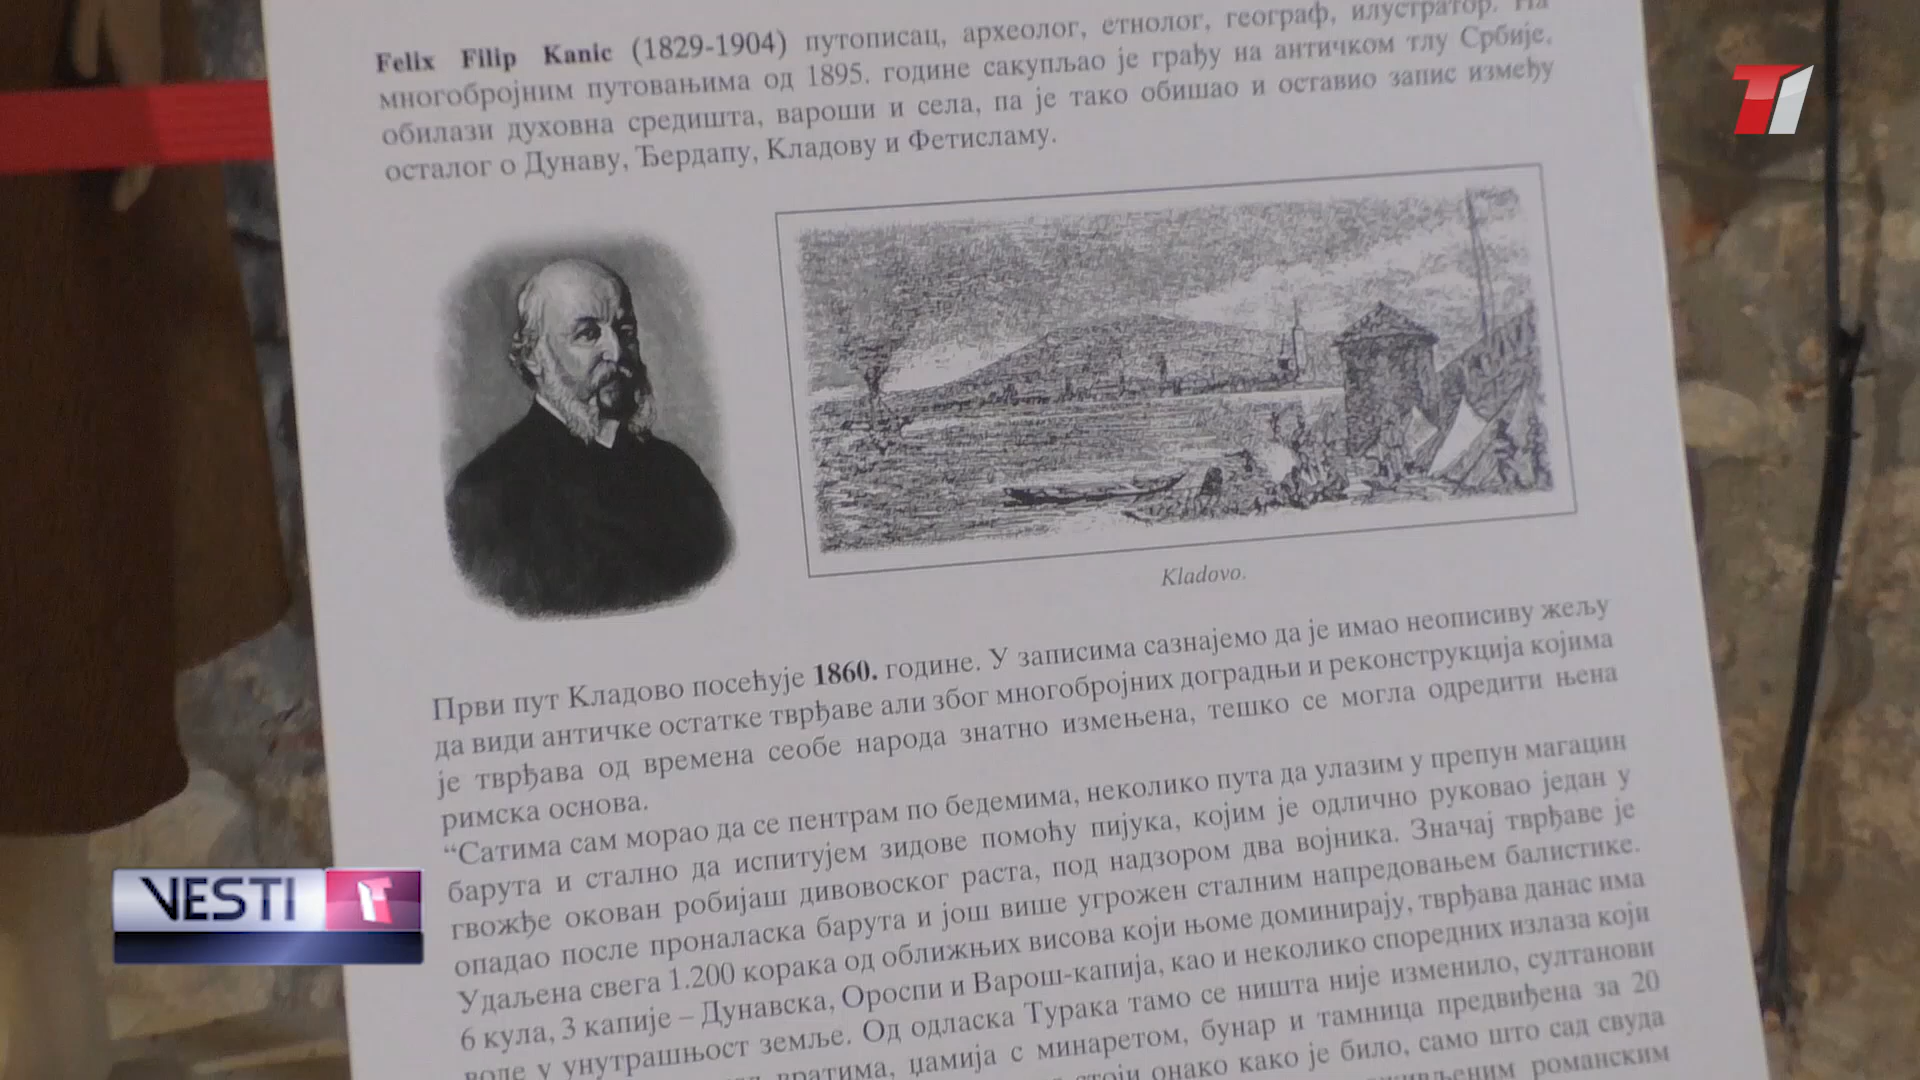 Felix Filip Kanic (1829-1904) путописац, археолог, етнолог, географ, илустратор. На
многобројним путовањима од 1895. године сакупљао је грађу на античком тлу Србије,
обилази духовна средишта, вароши и села, па је тако обишао и оставио запис између
осталог о Дунаву, Ђердапу, Кладову и Фетисламу.
Kladovo.
Први пут Кладово посећује 1860. године. У записима сазнајемо да је имао неописиву жељу
да види античке остатке тврђаве али због многобројних доградњи и реконструкција којима
је тврђава од времена сеобе народа знатно измењена, тешко се могла одредити њена
римска основа.
“Сатима сам морао да се пентрам по бедемима, неколико пута да улазим у препун магацин
барута и стално да испитујем зидове помоћу пијука, којим је одлично руковао један у
гвожђе окован робијаш дивовоског раста, под надзором два војника. Значај тврђаве је
опадао после проналаска барута и још више угрожен сталним напредовањем балистике.
Удаљена свега 1.200 корака од оближњих висова који њоме доминирају, тврђава данас има
6 кула, 3 капије – Дунавска, Ороспи и Варош-капија, као и неколико споредних излаза који
воде у унутрашњост земље. Од одласка Турака тамо се ништа није изменило, султанови
вратима, џамија с минаретом, бунар и тамница предвиђена за 20
стоји онако како је било, само што сад свуда
романским
VESTI T1
T1